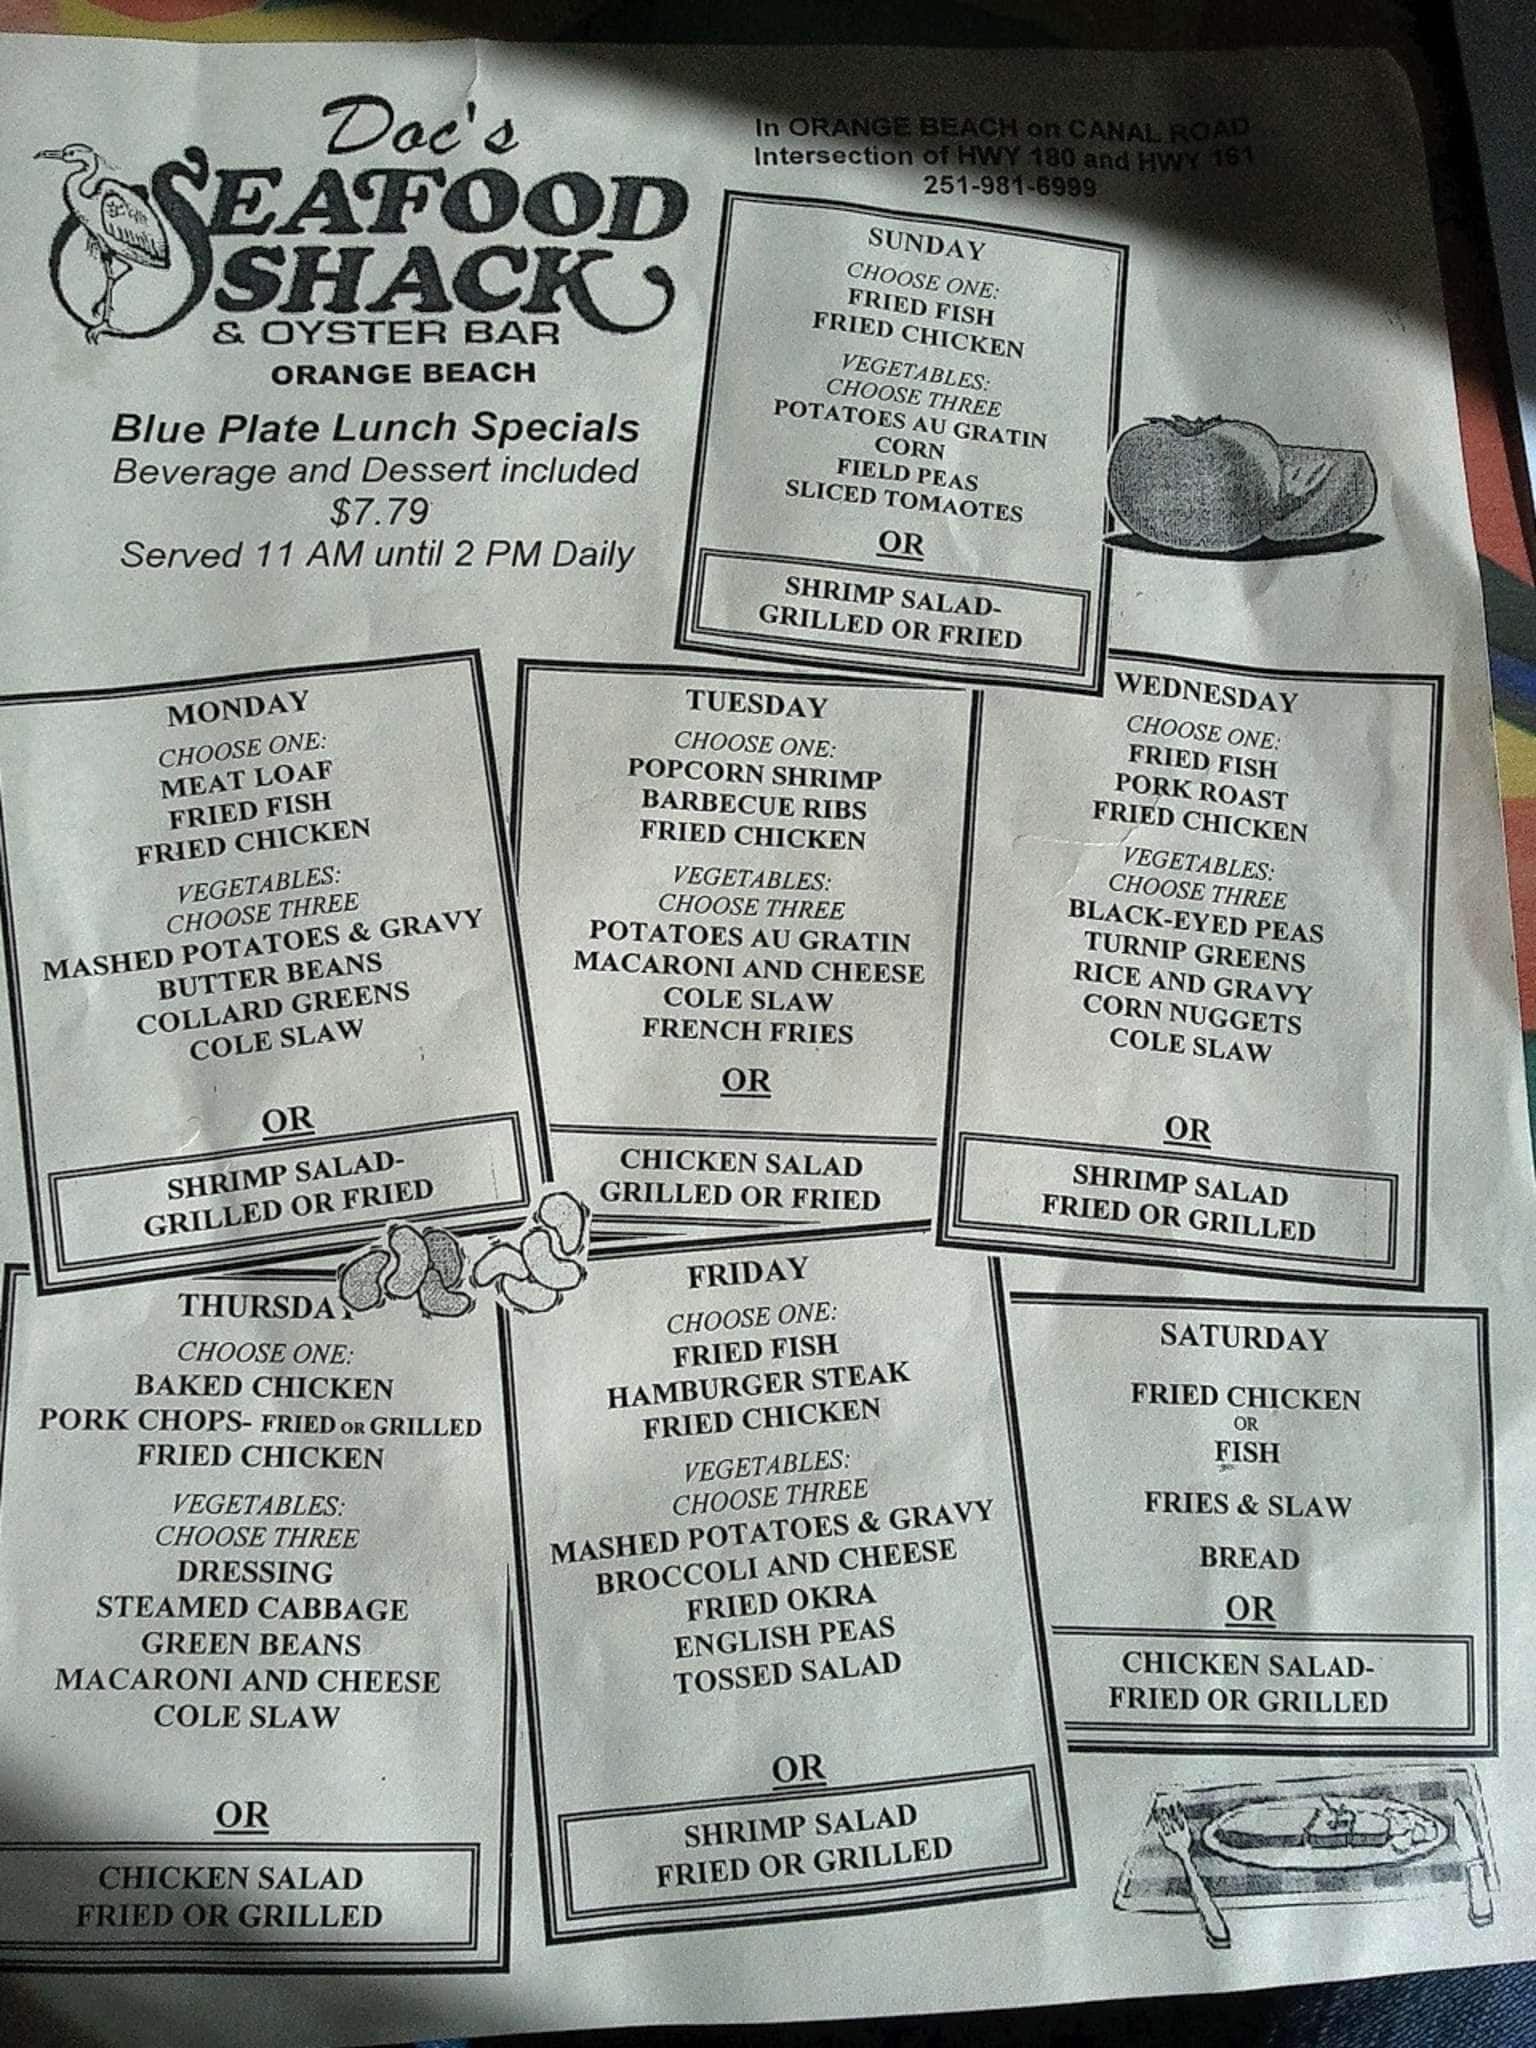 Doc's
SEAFOOD
SHACK
& OYSTER BAR
ORANGE BEACH
Blue Plate Lunch Specials
Beverage and Dessert included
$7.79
Served 11 AM until 2 PM Daily
In ORANGE BEACH on CANAL ROAD
Intersection of HWY 180 and HWY 161
251-981-6999
SUNDAY
CHOOSE ONE:
FRIED FISH
FRIED CHICKEN
VEGETABLES:
CHOOSE THREE
POTATOES AU GRATIN
CORN
FIELD PEAS
SLICED TOMAOTES
OR
SHRIMP SALAD-
GRILLED OR FRIED
MONDAY
CHOOSE ONE:
MEAT LOAF
FRIED FISH
FRIED CHICKEN
VEGETABLES:
CHOOSE THREE
MASHED POTATOES & GRAVY
BUTTER BEANS
COLLARD GREENS
COLE SLAW
OR
SHRIMP SALAD-
GRILLED OR FRIED
TUESDAY
CHOOSE ONE:
POPCORN SHRIMP
BARBECUE RIBS
FRIED CHICKEN
VEGETABLES:
CHOOSE THREE
POTATOES AU GRATIN
MACARONI AND CHEESE
COLE SLAW
FRENCH FRIES
OR
CHICKEN SALAD
GRILLED OR FRIED
WEDNESDAY
CHOOSE ONE:
FRIED FISH
PORK ROAST
FRIED CHICKEN
VEGETABLES:
CHOOSE THREE
BLACK-EYED PEAS
TURNIP GREENS
RICE AND GRAVY
CORN NUGGETS
COLE SLAW
OR
SHRIMP SALAD
FRIED OR GRILLED
THURSDAY
CHOOSE ONE:
BAKED CHICKEN
PORK CHOPS- FRIED OR GRILLED
FRIED CHICKEN
VEGETABLES:
CHOOSE THREE
DRESSING
STEAMED CABBAGE
GREEN BEANS
MACARONI AND CHEESE
COLE SLAW
OR
CHICKEN SALAD
FRIED OR GRILLED
FRIDAY
CHOOSE ONE:
FRIED FISH
HAMBURGER STEAK
FRIED CHICKEN
VEGETABLES:
CHOOSE THREE
MASHED POTATOES & GRAVY
BROCCOLI AND CHEESE
FRIED OKRA
ENGLISH PEAS
TOSSED SALAD
OR
SHRIMP SALAD
FRIED OR GRILLED
SATURDAY
FRIED CHICKEN
OR
FISH
FRIES & SLAW
BREAD
OR
CHICKEN SALAD-
FRIED OR GRILLED